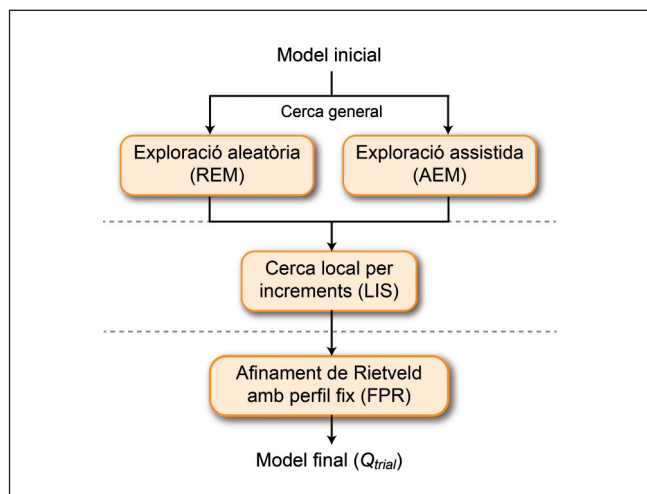 Model inicial
Cerca general
Exploració aleatòria
(REM)
Exploració assistida
(AEM)
Cerca local per
increments (LIS)
Afinament de Rietveld
amb perfil fix (FPR)
Model final (Qtrial)